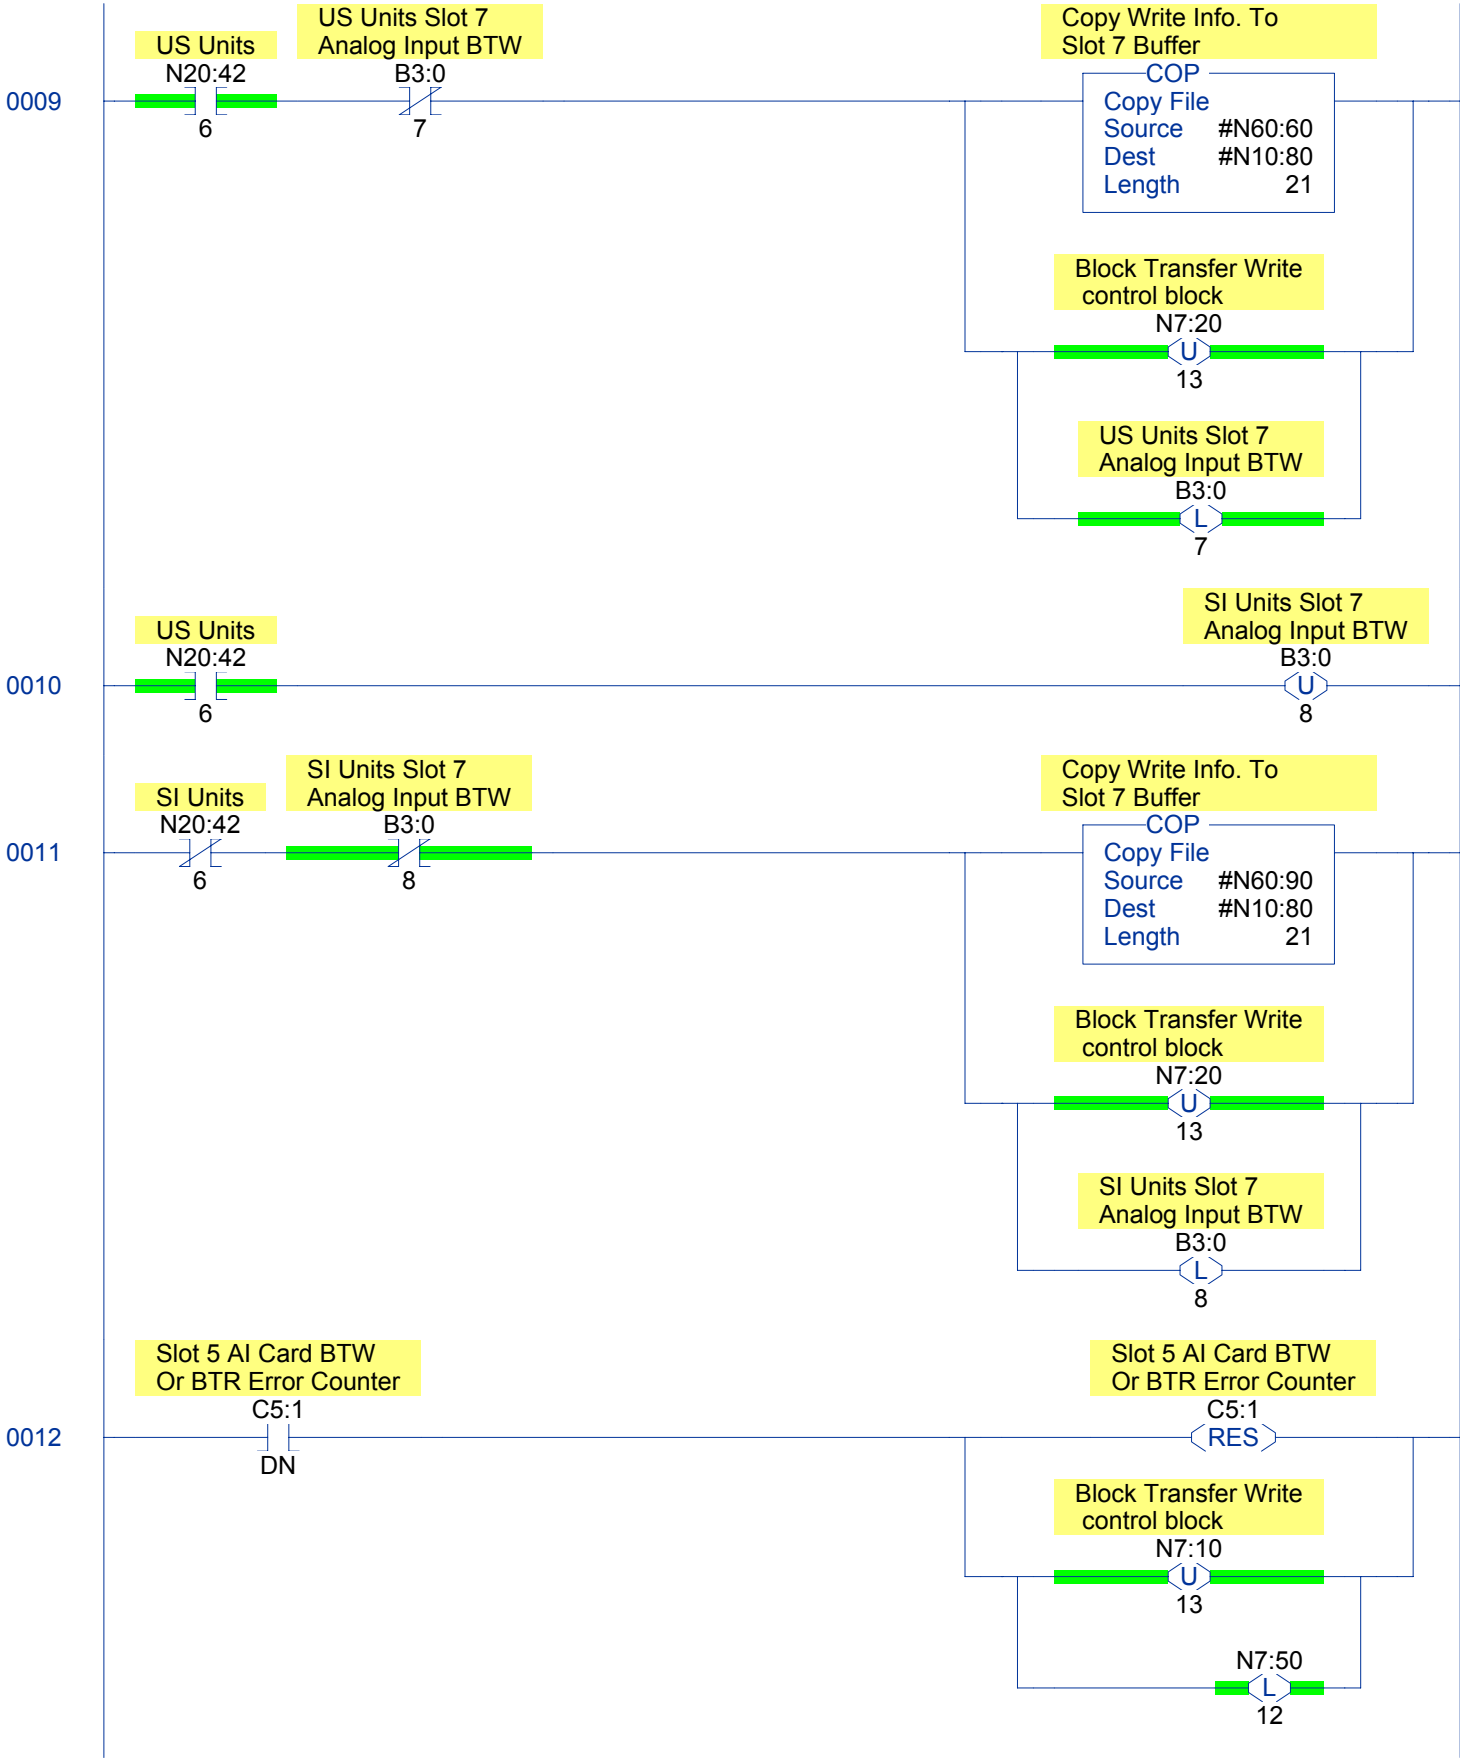 US Units
N20:42
6
US Units Slot 7
Analog Input BTW
B3:0
7
Copy Write Info. To
Slot 7 Buffer
COP
Copy File
Source #N60:60
Dest #N10:80
Length 21
0009
Block Transfer Write
control block
N7:20
U
13
US Units Slot 7
Analog Input BTW
B3:0
L
7
0010
US Units
N20:42
6
SI Units Slot 7
Analog Input BTW
B3:0
U
8
0011
SI Units
N20:42
6
SI Units Slot 7
Analog Input BTW
B3:0
8
Copy Write Info. To
Slot 7 Buffer
COP
Copy File
Source #N60:90
Dest #N10:80
Length 21
Block Transfer Write
control block
N7:20
U
13
SI Units Slot 7
Analog Input BTW
B3:0
L
8
0012
Slot 5 AI Card BTW
Or BTR Error Counter
C5:1
DN
Slot 5 AI Card BTW
Or BTR Error Counter
C5:1
RES
Block Transfer Write
control block
N7:10
U
13
N7:50
L
12